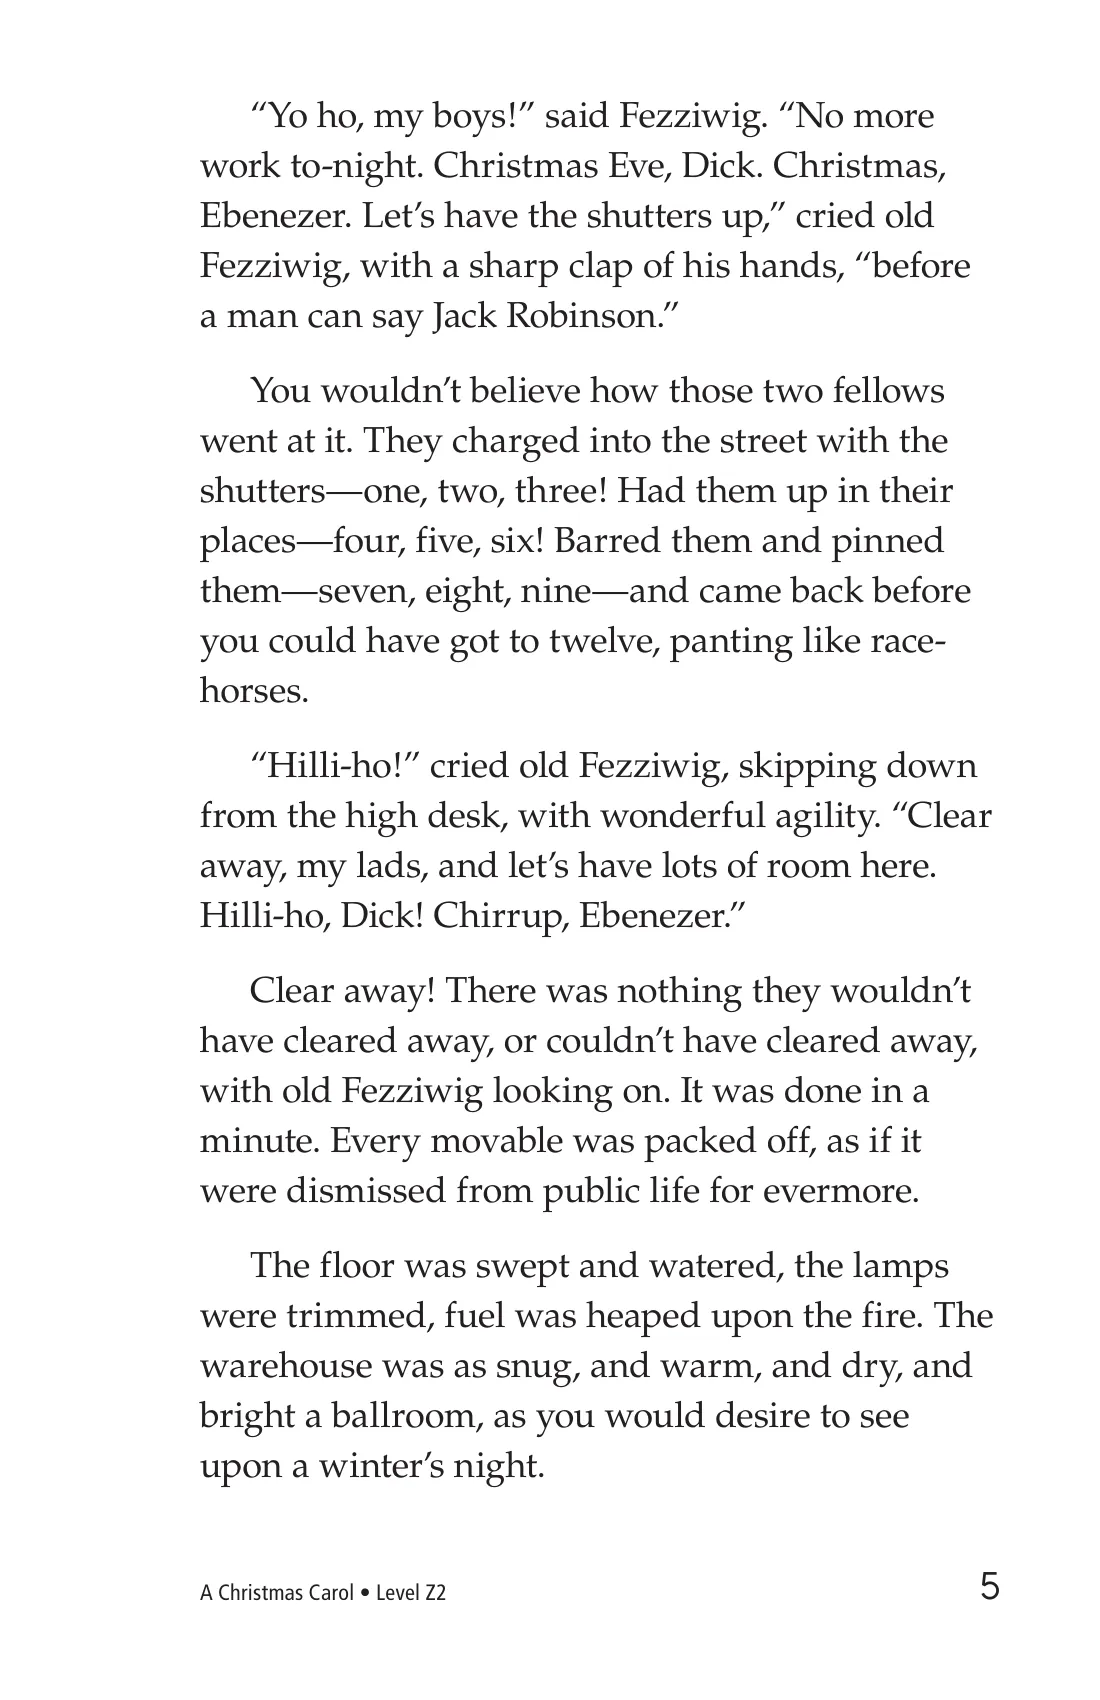 “Yo ho, my boys!” said Fezziwig. “No more
work to-night. Christmas Eve, Dick. Christmas,
Ebenezer. Let’s have the shutters up,” cried old
Fezziwig, with a sharp clap of his hands, “before
a man can say Jack Robinson.”
You wouldn’t believe how those two fellows
went at it. They charged into the street with the
shutters—one, two, three! Had them up in their
places—four, five, six! Barred them and pinned
them—seven, eight, nine—and came back before
you could have got to twelve, panting like race-
horses.
“Hilli-ho!” cried old Fezziwig, skipping down
from the high desk, with wonderful agility. “Clear
away, my lads, and let’s have lots of room here.
Hilli-ho, Dick! Chirrup, Ebenezer.”
Clear away! There was nothing they wouldn’t
have cleared away, or couldn’t have cleared away,
with old Fezziwig looking on. It was done in a
minute. Every movable was packed off, as if it
were dismissed from public life for evermore.
The floor was swept and watered, the lamps
were trimmed, fuel was heaped upon the fire. The
warehouse was as snug, and warm, and dry, and
bright a ballroom, as you would desire to see
upon a winter’s night.
A Christmas Carol • Level Z2 5